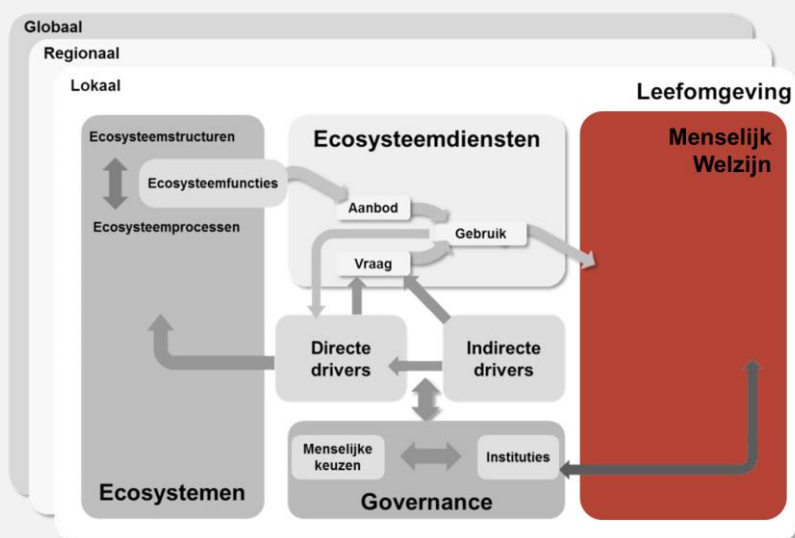 Globaal
Regionaal
Lokaal
Leefomgeving
Ecosysteemstructuren
Ecosysteemfuncties
Ecosysteemprocessen
Ecosystemen
Ecosysteemdiensten
Aanbod
Gebruik
Vraag
Directe
drivers
Indirecte
drivers
Menselijke
keuzen
Instituties
Governance
Menselijk
Welzijn